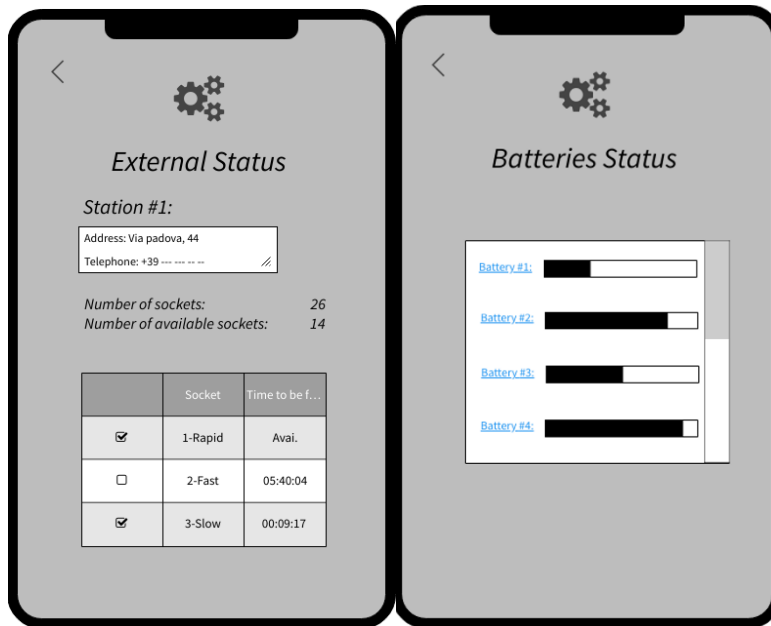 External Status
Station #1:
Address: Via padova, 44
Telephone: +39 --- --- -- --
Number of sockets: 26
Number of available sockets: 14
Socket Time to be f...
1-Rapid Avai.
2-Fast 05:40:04
3-Slow 00:09:17
Batteries Status
Battery #1:
Battery #2:
Battery #3:
Battery #4: